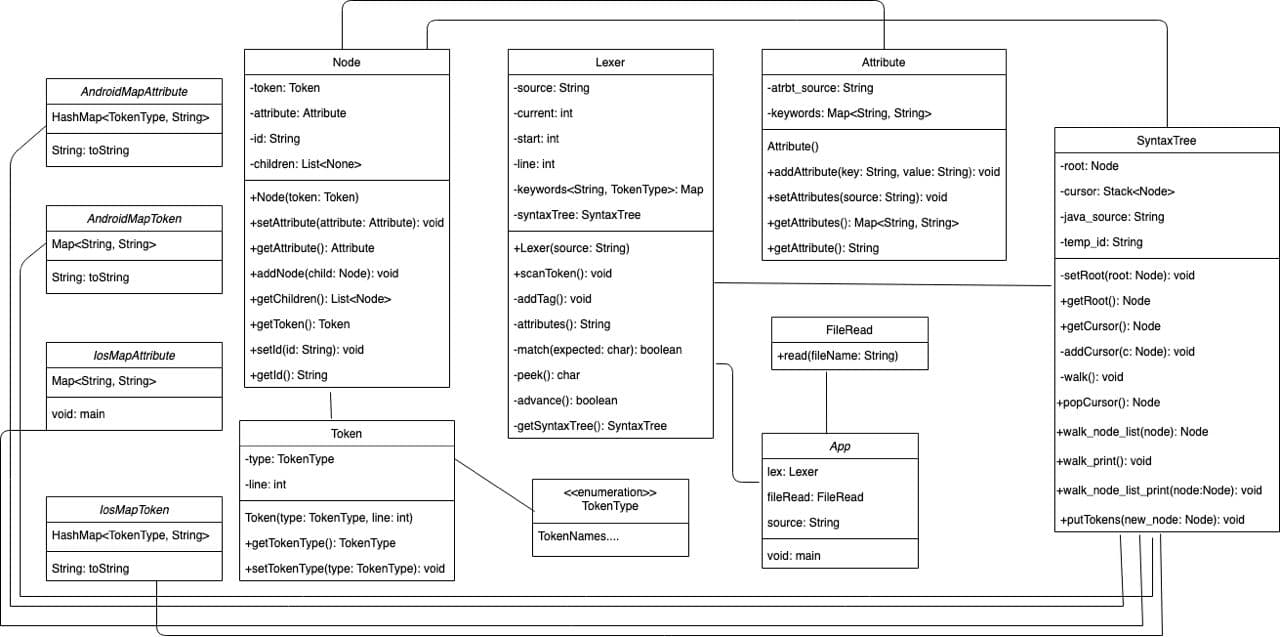 AndroidMapAttribute
HashMap<TokenType, String>
String: toString
AndroidMapToken
Map<String, String>
String: toString
IosMapAttribute
Map<String, String>
void: main
IosMapToken
HashMap<TokenType, String>
String: toString
Node
-token: Token
-attribute: Attribute
-id: String
-children: List<None>
+Node(token: Token)
+setAttribute(attribute: Attribute): void
+getAttribute(): Attribute
+addNode(child: Node): void
+getChildren(): List<Node>
+getToken(): Token
+setId(id: String): void
+getId(): String
Token
-type: TokenType
-line: int
Token(type: TokenType, line: int)
+getTokenType(): TokenType
+setTokenType(type: TokenType): void
Lexer
-source: String
-current: int
-start: int
-line: int
-keywords<String, TokenType>: Map
-syntaxTree: SyntaxTree
+Lexer(source: String)
+scanToken(): void
-addTag(): void
-attributes(): String
-match(expected: char): boolean
-peek(): char
-advance(): boolean
-getSyntaxTree(): SyntaxTree
<<enumeration>>
TokenType
TokenNames....
Attribute
-atrbt_source: String
-keywords: Map<String, String>
Attribute()
+addAttribute(key: String, value: String): void
+setAttributes(source: String): void
+getAttributes(): Map<String, String>
+getAttribute(): String
FileRead
+read(fileName: String)
App
lex: Lexer
fileRead: FileRead
source: String
void: main
SyntaxTree
-root: Node
-cursor: Stack<Node>
-java_source: String
-temp_id: String
-setRoot(root: Node): void
+getRoot(): Node
+getCursor(): Node
-addCursor(c: Node): void
-walk(): void
+popCursor(): Node
+walk_node_list(node): Node
+walk_print(): void
+walk_node_list_print(node:Node): void
+putTokens(new_node: Node): void